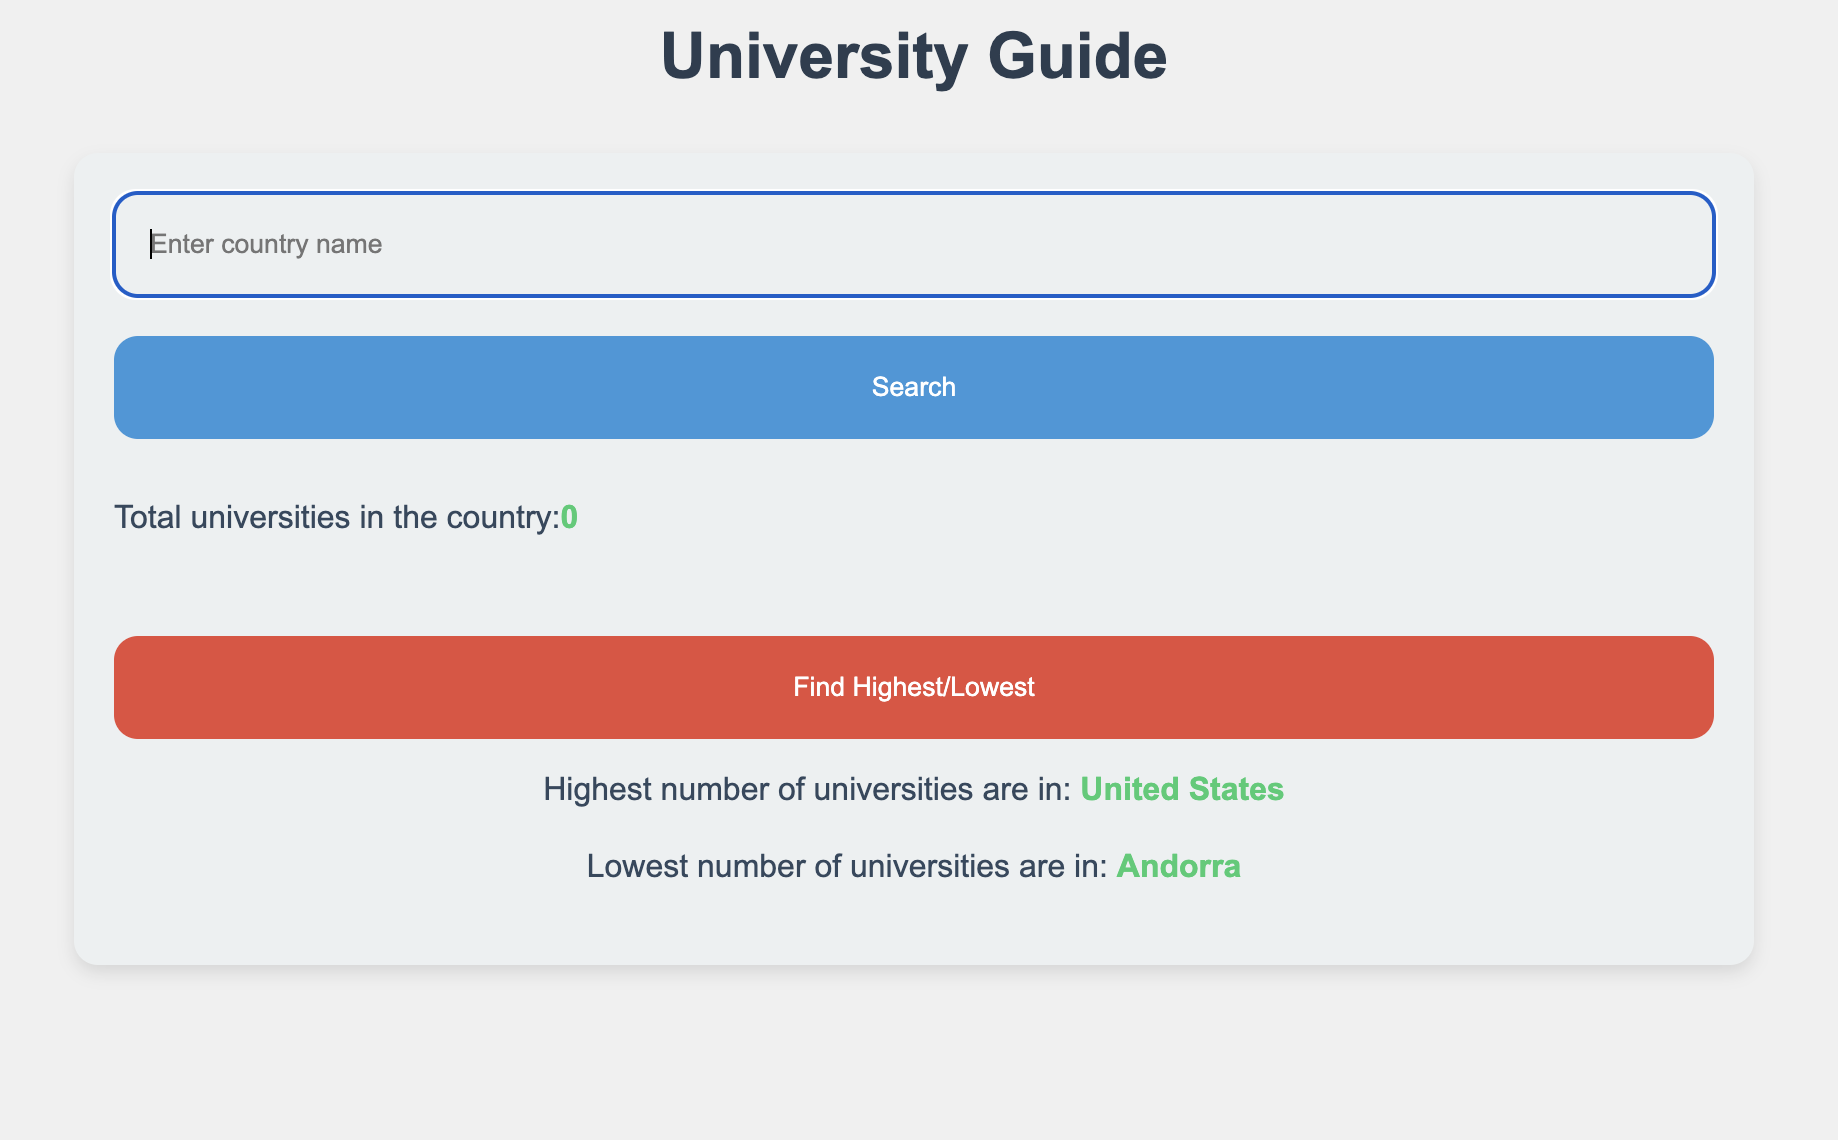 University Guide
Enter country name
Search
Total universities in the country:0
Find Highest/Lowest
Highest number of universities are in: United States
Lowest number of universities are in: Andorra